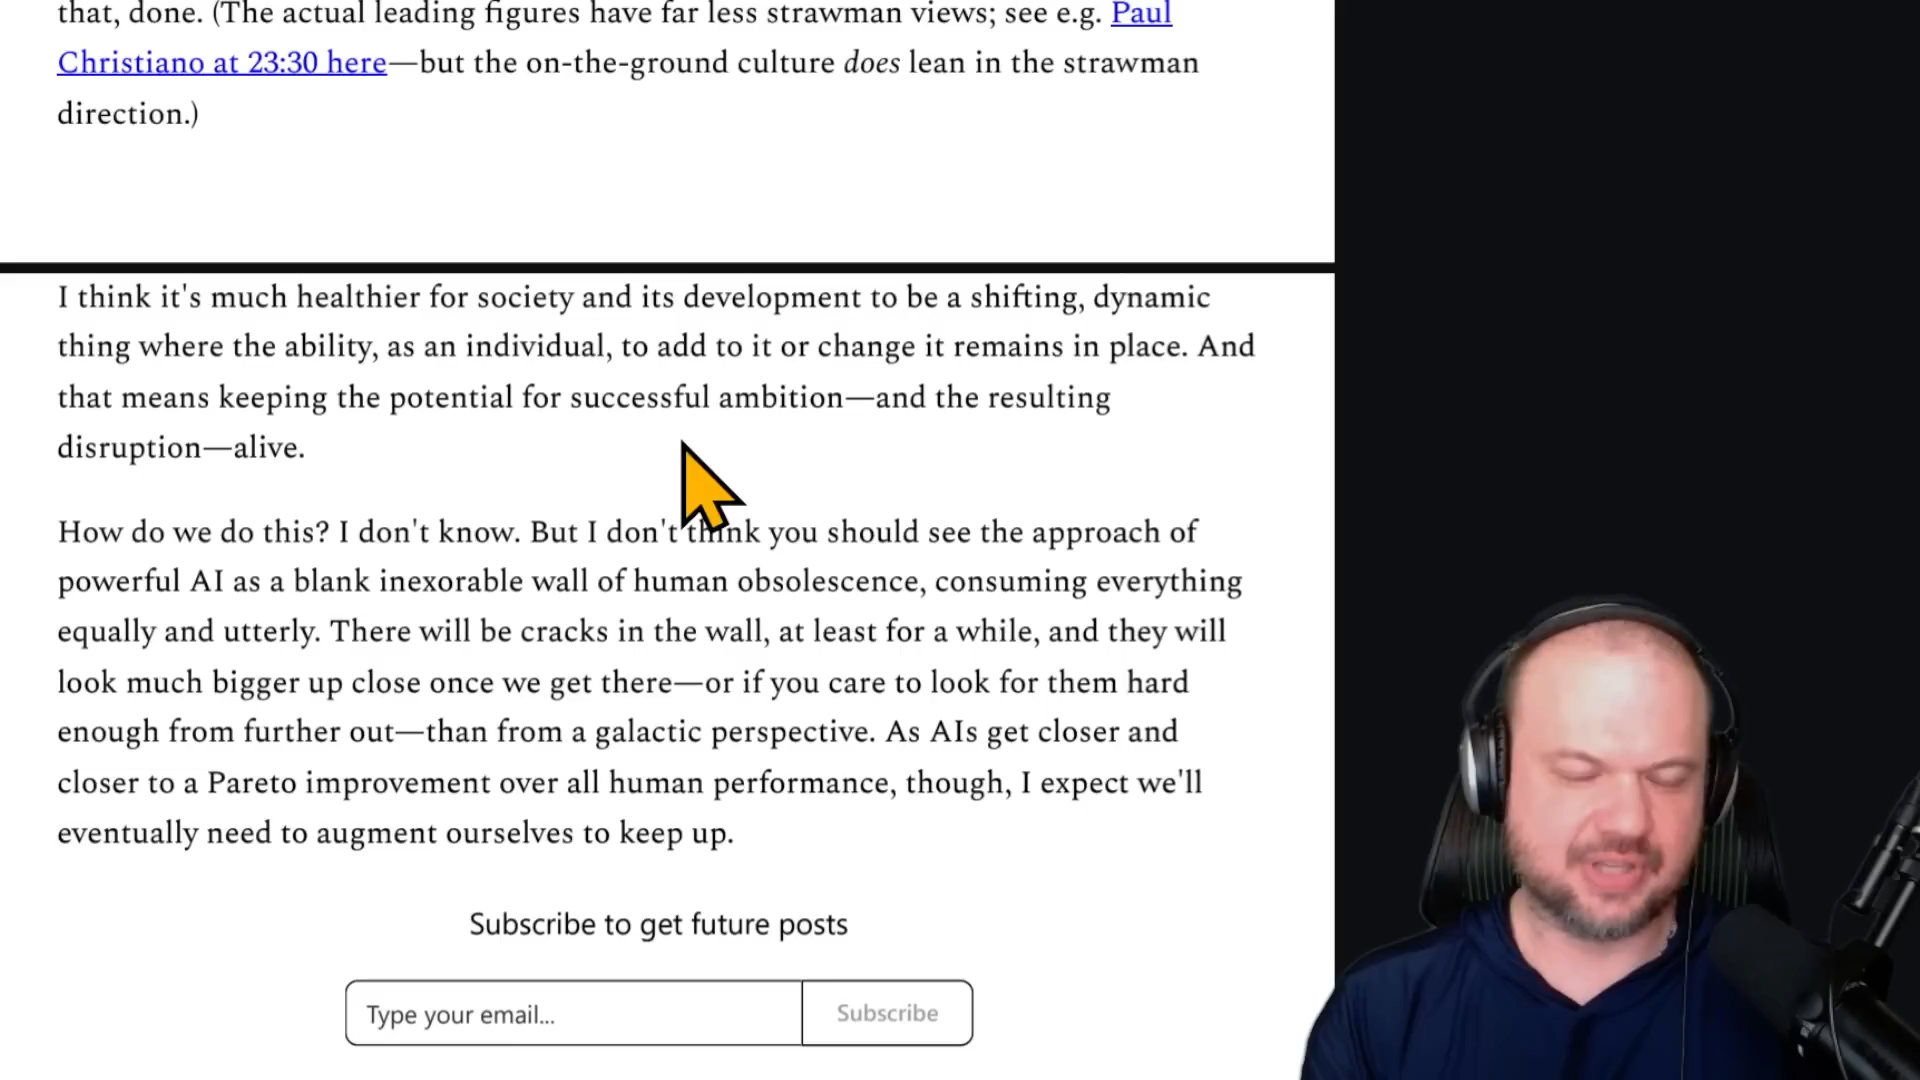 that, done. (The actual leading figures have far less strawman views; see e.g. Paul
Christiano at 23:30 here—but the on-the-ground culture does lean in the strawman
direction.)
I think it's much healthier for society and its development to be a shifting, dynamic
thing where the ability, as an individual, to add to it or change it remains in place. And
that means keeping the potential for successful ambition—and the resulting
disruption—alive.
How do we do this? I don't know. But I don't think you should see the approach of
powerful AI as a blank inexorable wall of human obsolescence, consuming everything
equally and utterly. There will be cracks in the wall, at least for a while, and they will
look much bigger up close once we get there—or if you care to look for them hard
enough from further out—than from a galactic perspective. As AIs get closer and
closer to a Pareto improvement over all human performance, though, I expect we'll
eventually need to augment ourselves to keep up.
Subscribe to get future posts
Type your email...
Subscribe